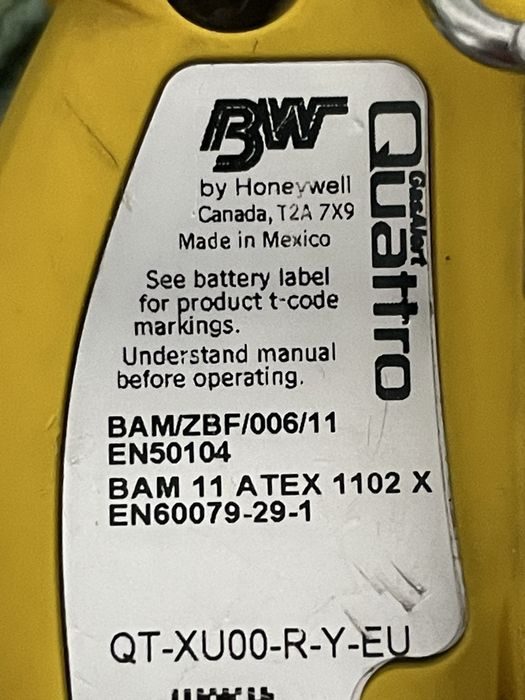 BW
by Honeywell
Canada, T2A 7X9
Made in Mexico
GasAlert
Quattro
See battery label
for product t-code
markings.
Understand manual
before operating.
BAM/ZBF/006/11
EN50104
BAM 11 ATEX 1102 X
EN60079-29-1
QT-XU00-R-Y-EU